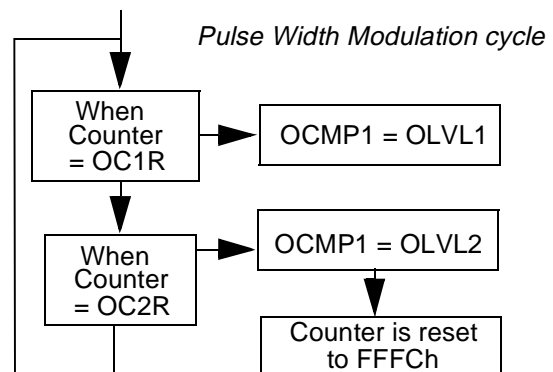 Pulse Width Modulation cycle
When
Counter
= OC1R
OCMP1 = OLVL1
When
Counter
= OC2R
OCMP1 = OLVL2
Counter is reset
to FFFCh